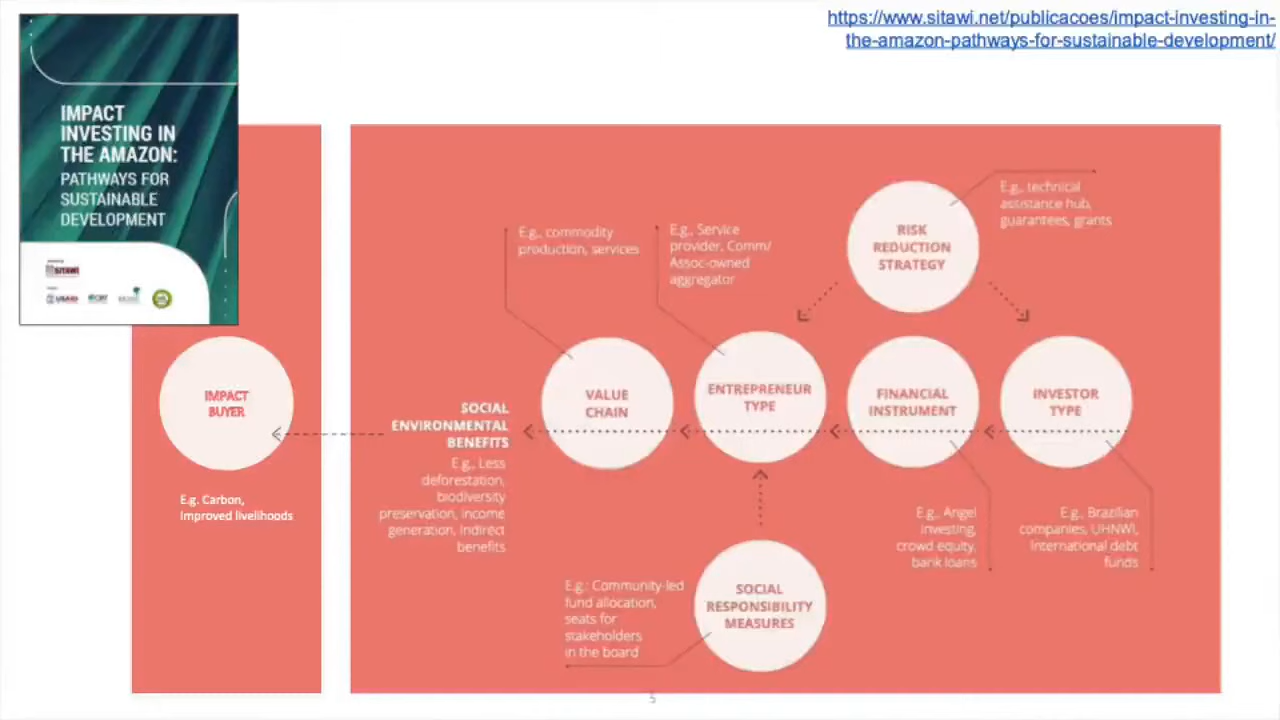 https://www.sitawi.net/publicacoes/impact-investing-in-
the-amazon-pathways-for-sustainable-development/
IMPACT
INVESTING IN
THE AMAZON:
PATHWAYS FOR
SUSTAINABLE
DEVELOPMENT
SITAWI
USAID
CIAT
IMPACT
BUYER
E.g. Carbon,
Improved livelihoods
E.g., commodity
production, services
E.g., Service
provider, Comm/
Assoc-owned
aggregator
RISK
REDUCTION
STRATEGY
E.g., technical
assistance hub,
guarantees, grants
SOCIAL
ENVIRONMENTAL
BENEFITS
E.g., Less
deforestation,
biodiversity
preservation, income
generation, Indirect
benefits
VALUE
CHAIN
ENTREPRENEUR
TYPE
FINANCIAL
INSTRUMENT
INVESTOR
TYPE
E.g., Angel
investing,
crowd equity,
bank loans
E.g., Brazilian
companies, UHNWI,
International debt
funds
E.g.: Community-led
fund allocation,
seats for
stakeholders
in the board
SOCIAL
RESPONSIBILITY
MEASURES
5